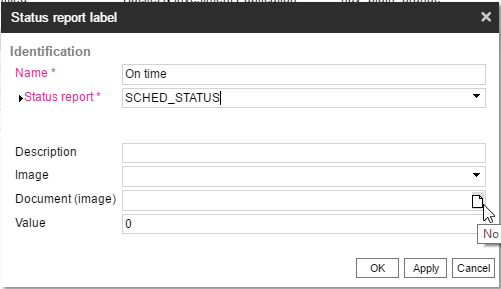 Status report label
Identification
Name * On time
Status report * SCHED_STATUS
Description
Image
Document (image)
Value 0
No
OK Apply Cancel